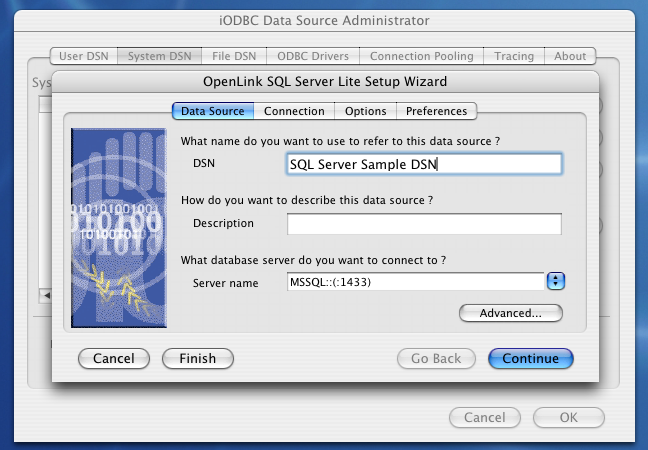 iODBC Data Source Administrator
User DSN System DSN File DSN ODBC Drivers Connection Pooling Tracing About
Sys
OpenLink SQL Server Lite Setup Wizard
Data Source Connection Options Preferences
What name do you want to use to refer to this data source ?
DSN SQL Server Sample DSN
How do you want to describe this data source ?
Description
What database server do you want to connect to ?
Server name MSSQL::(:1433)
Advanced...
Cancel Finish Go Back Continue
Cancel OK